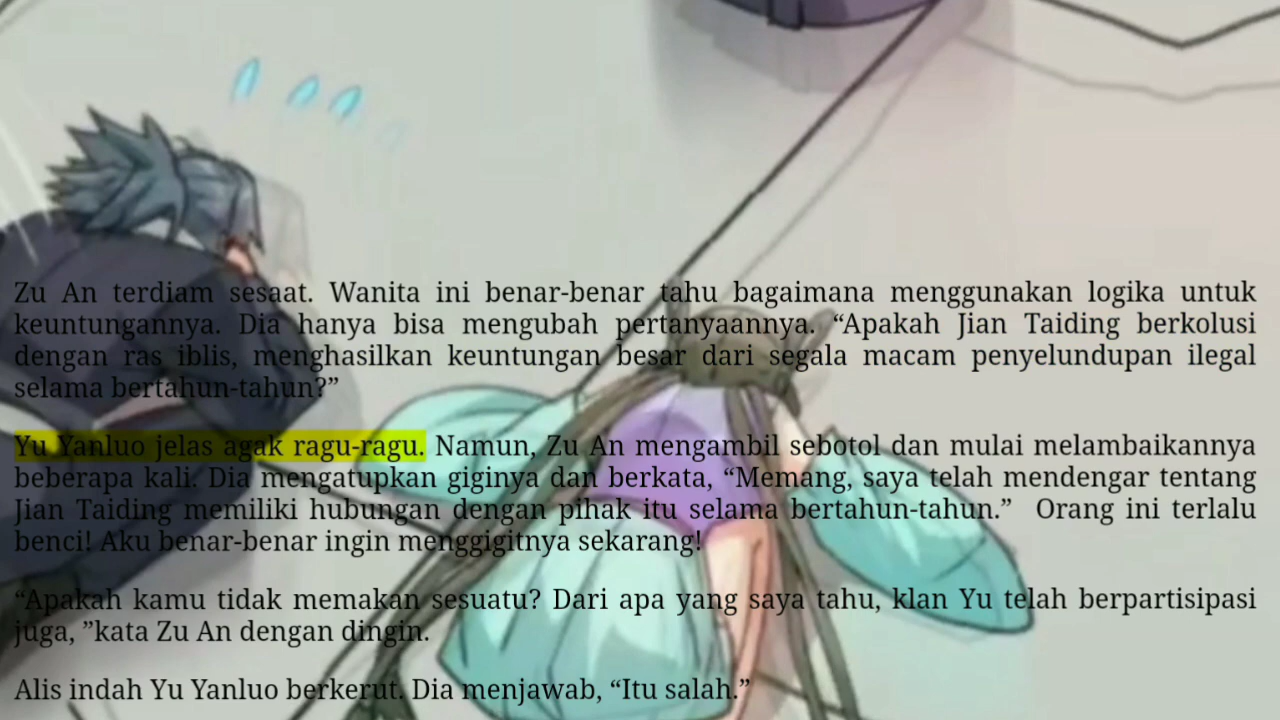 Zu An terdiam sesaat. Wanita ini benar-benar tahu bagaimana menggunakan logika untuk
keuntungannya. Dia hanya bisa mengubah pertanyaannya. “Apakah Jian Taiding berkolusi
dengan ras iblis, menghasilkan keuntungan besar dari segala macam penyelundupan ilegal
selama bertahun-tahun?”
Yu Yanluo jelas agak ragu-ragu. Namun, Zu An mengambil sebotol dan mulai melambaikannya
beberapa kali. Dia mengatupkan giginya dan berkata, “Memang, saya telah mendengar tentang
Jian Taiding memiliki hubungan dengan pihak itu selama bertahun-tahun.” Orang ini terlalu
benci! Aku benar-benar ingin menggigitnya sekarang!
“Apakah kamu tidak memakan sesuatu? Dari apa yang saya tahu, klan Yu telah berpartisipasi
juga, ”kata Zu An dengan dingin.
Alis indah Yu Yanluo berkerut. Dia menjawab, “Itu salah.”